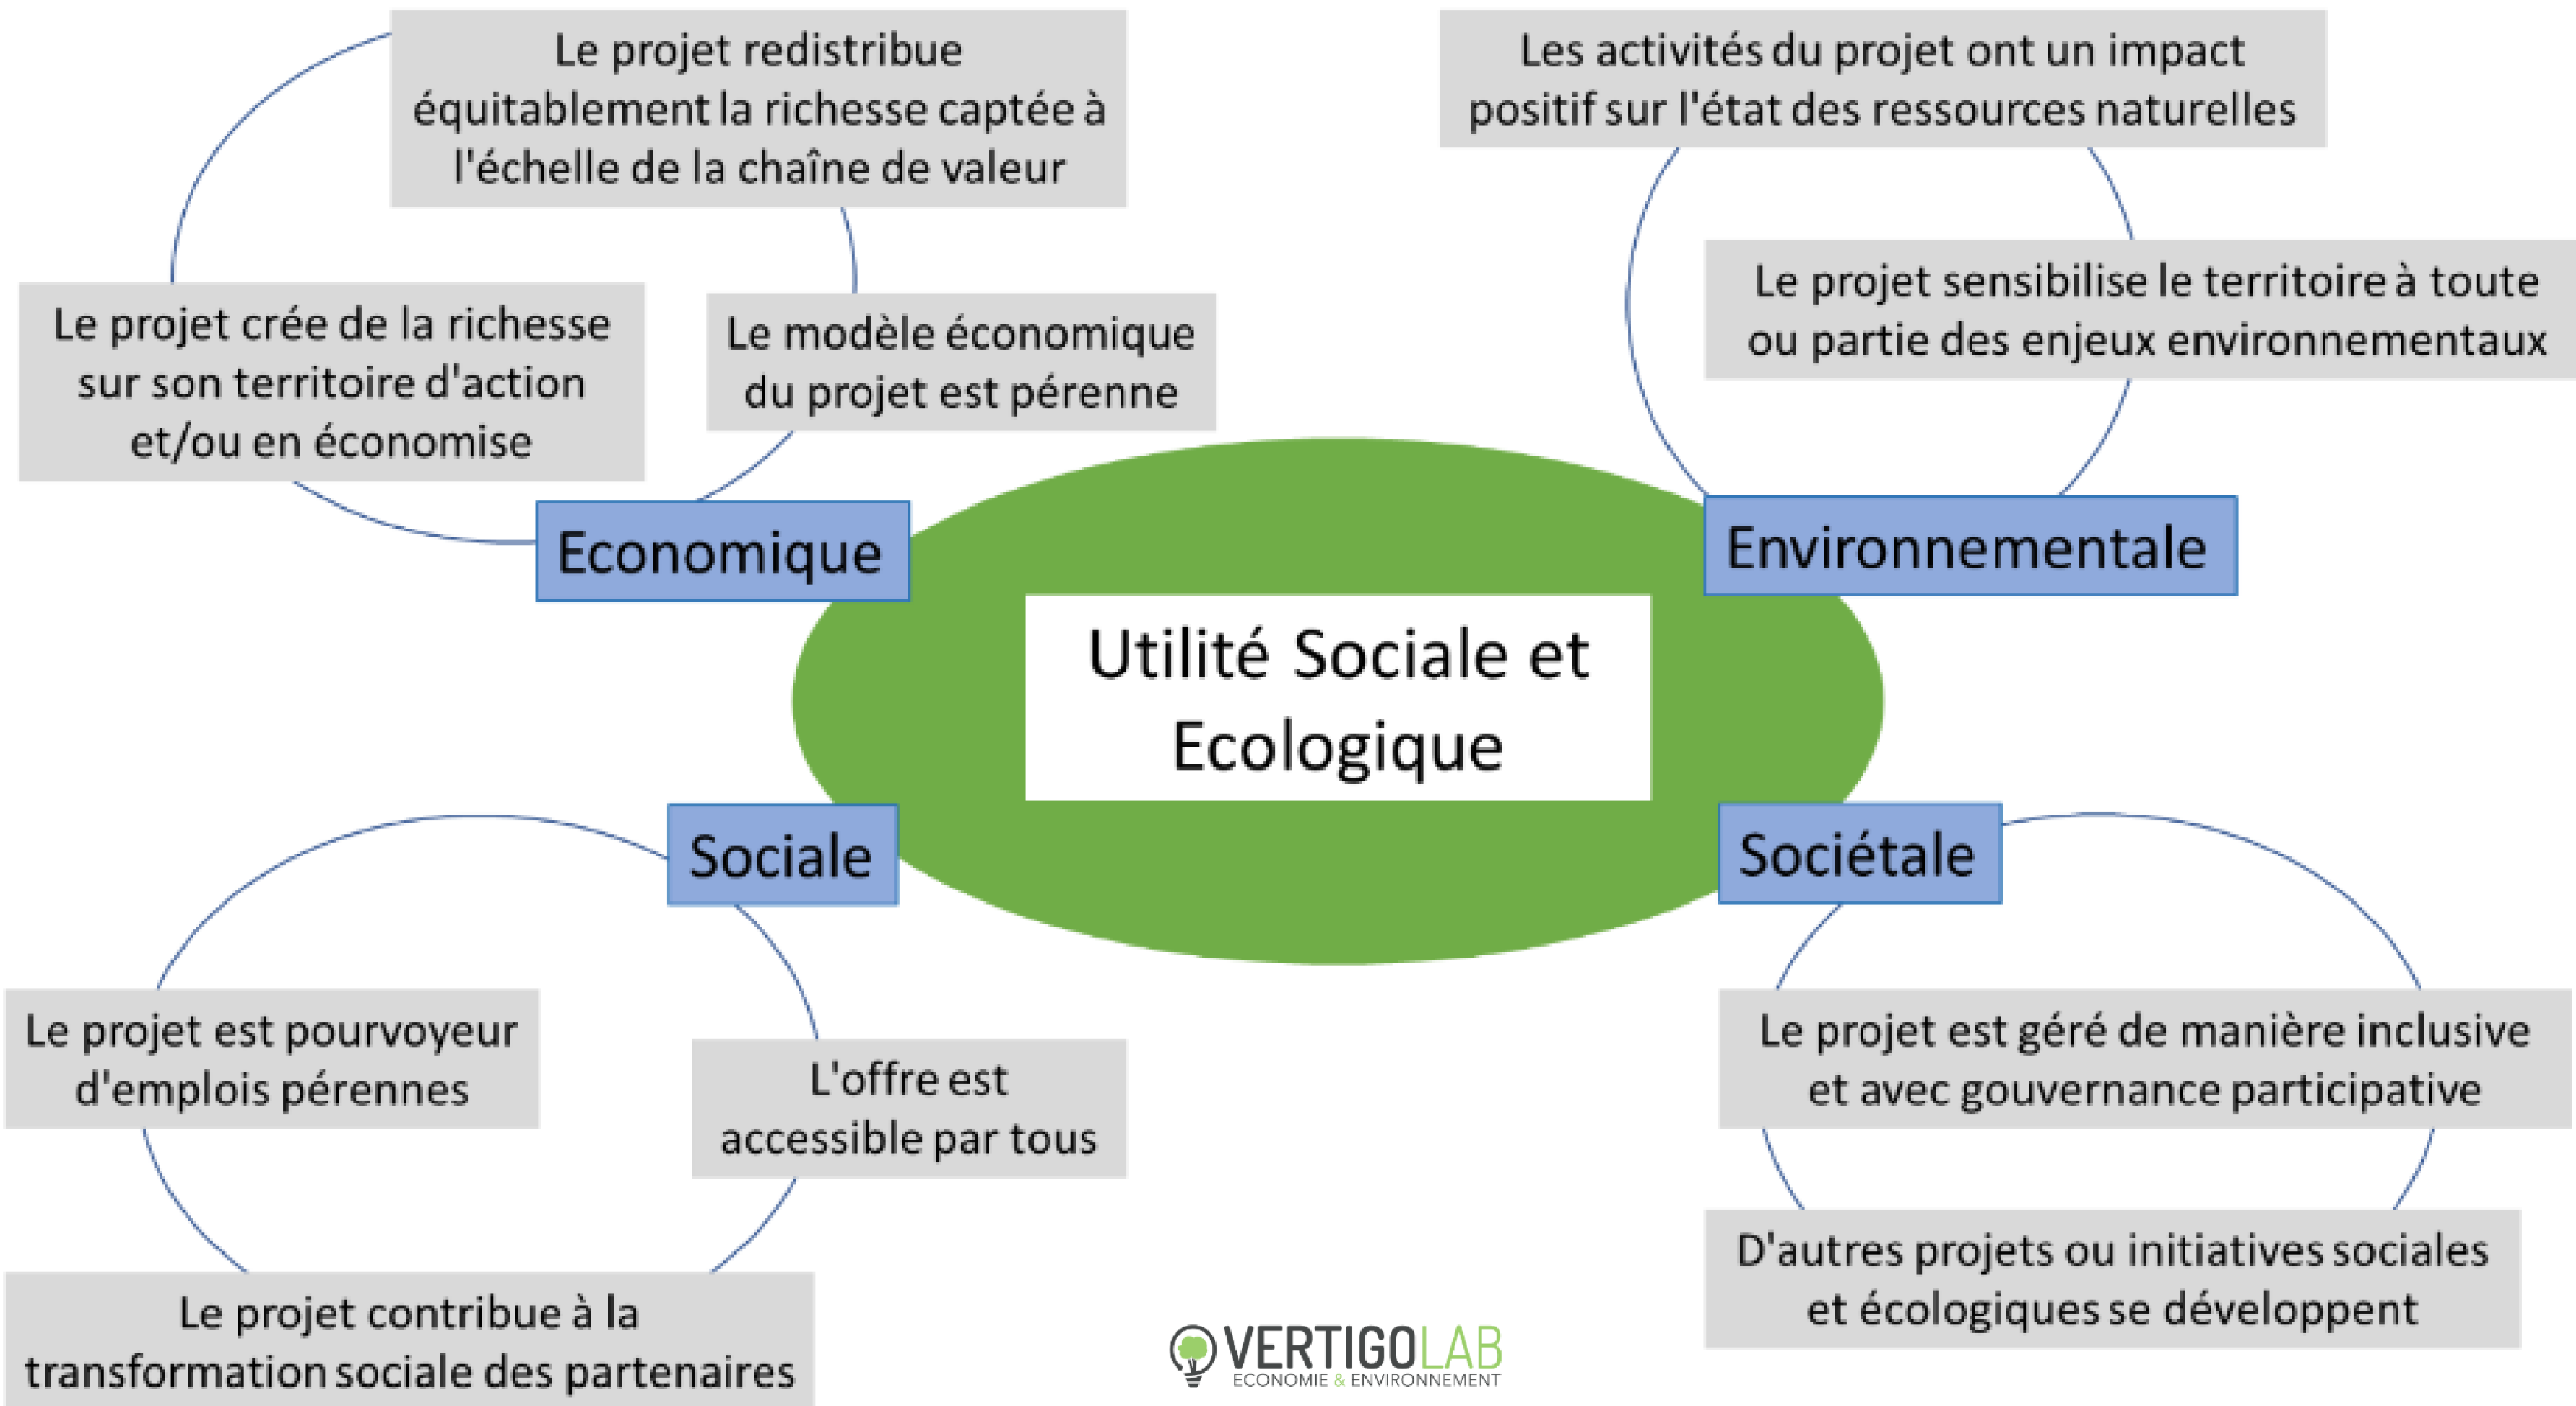 Le projet redistribue
équitablement la richesse captée à
l'échelle de la chaîne de valeur
Le projet crée de la richesse
sur son territoire d'action
et/ou en économise
Le modèle économique
du projet est pérenne
Economique
Les activités du projet ont un impact
positif sur l'état des ressources naturelles
Le projet sensibilise le territoire à toute
ou partie des enjeux environnementaux
Environnementale
Utilité Sociale et
Ecologique
Sociale
Le projet est pourvoyeur
d'emplois pérennes
L'offre est
accessible par tous
Le projet contribue à la
transformation sociale des partenaires
Sociétale
Le projet est géré de manière inclusive
et avec gouvernance participative
D'autres projets ou initiatives sociales
et écologiques se développent
VERTIGOLAB
ECONOMIE & ENVIRONNEMENT